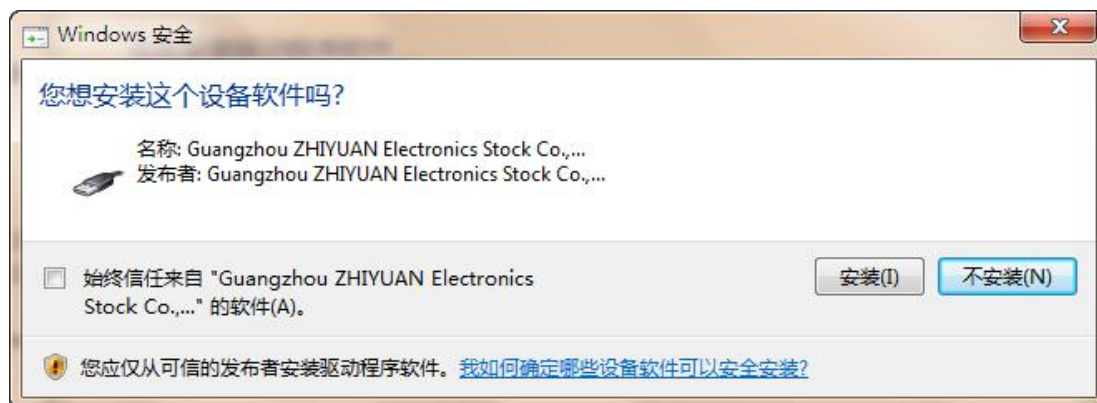 Windows 安全
您想安装这个设备软件吗?
名称: Guangzhou ZHIYUAN Electronics Stock Co.,...
发布者: Guangzhou ZHIYUAN Electronics Stock Co.,...
始终信任来自 "Guangzhou ZHIYUAN Electronics
Stock Co.,..." 的软件(A)。
安装(I)
不安装(N)
您应仅从可信的发布者安装驱动程序软件。我如何确定哪些设备软件可以安全安装?